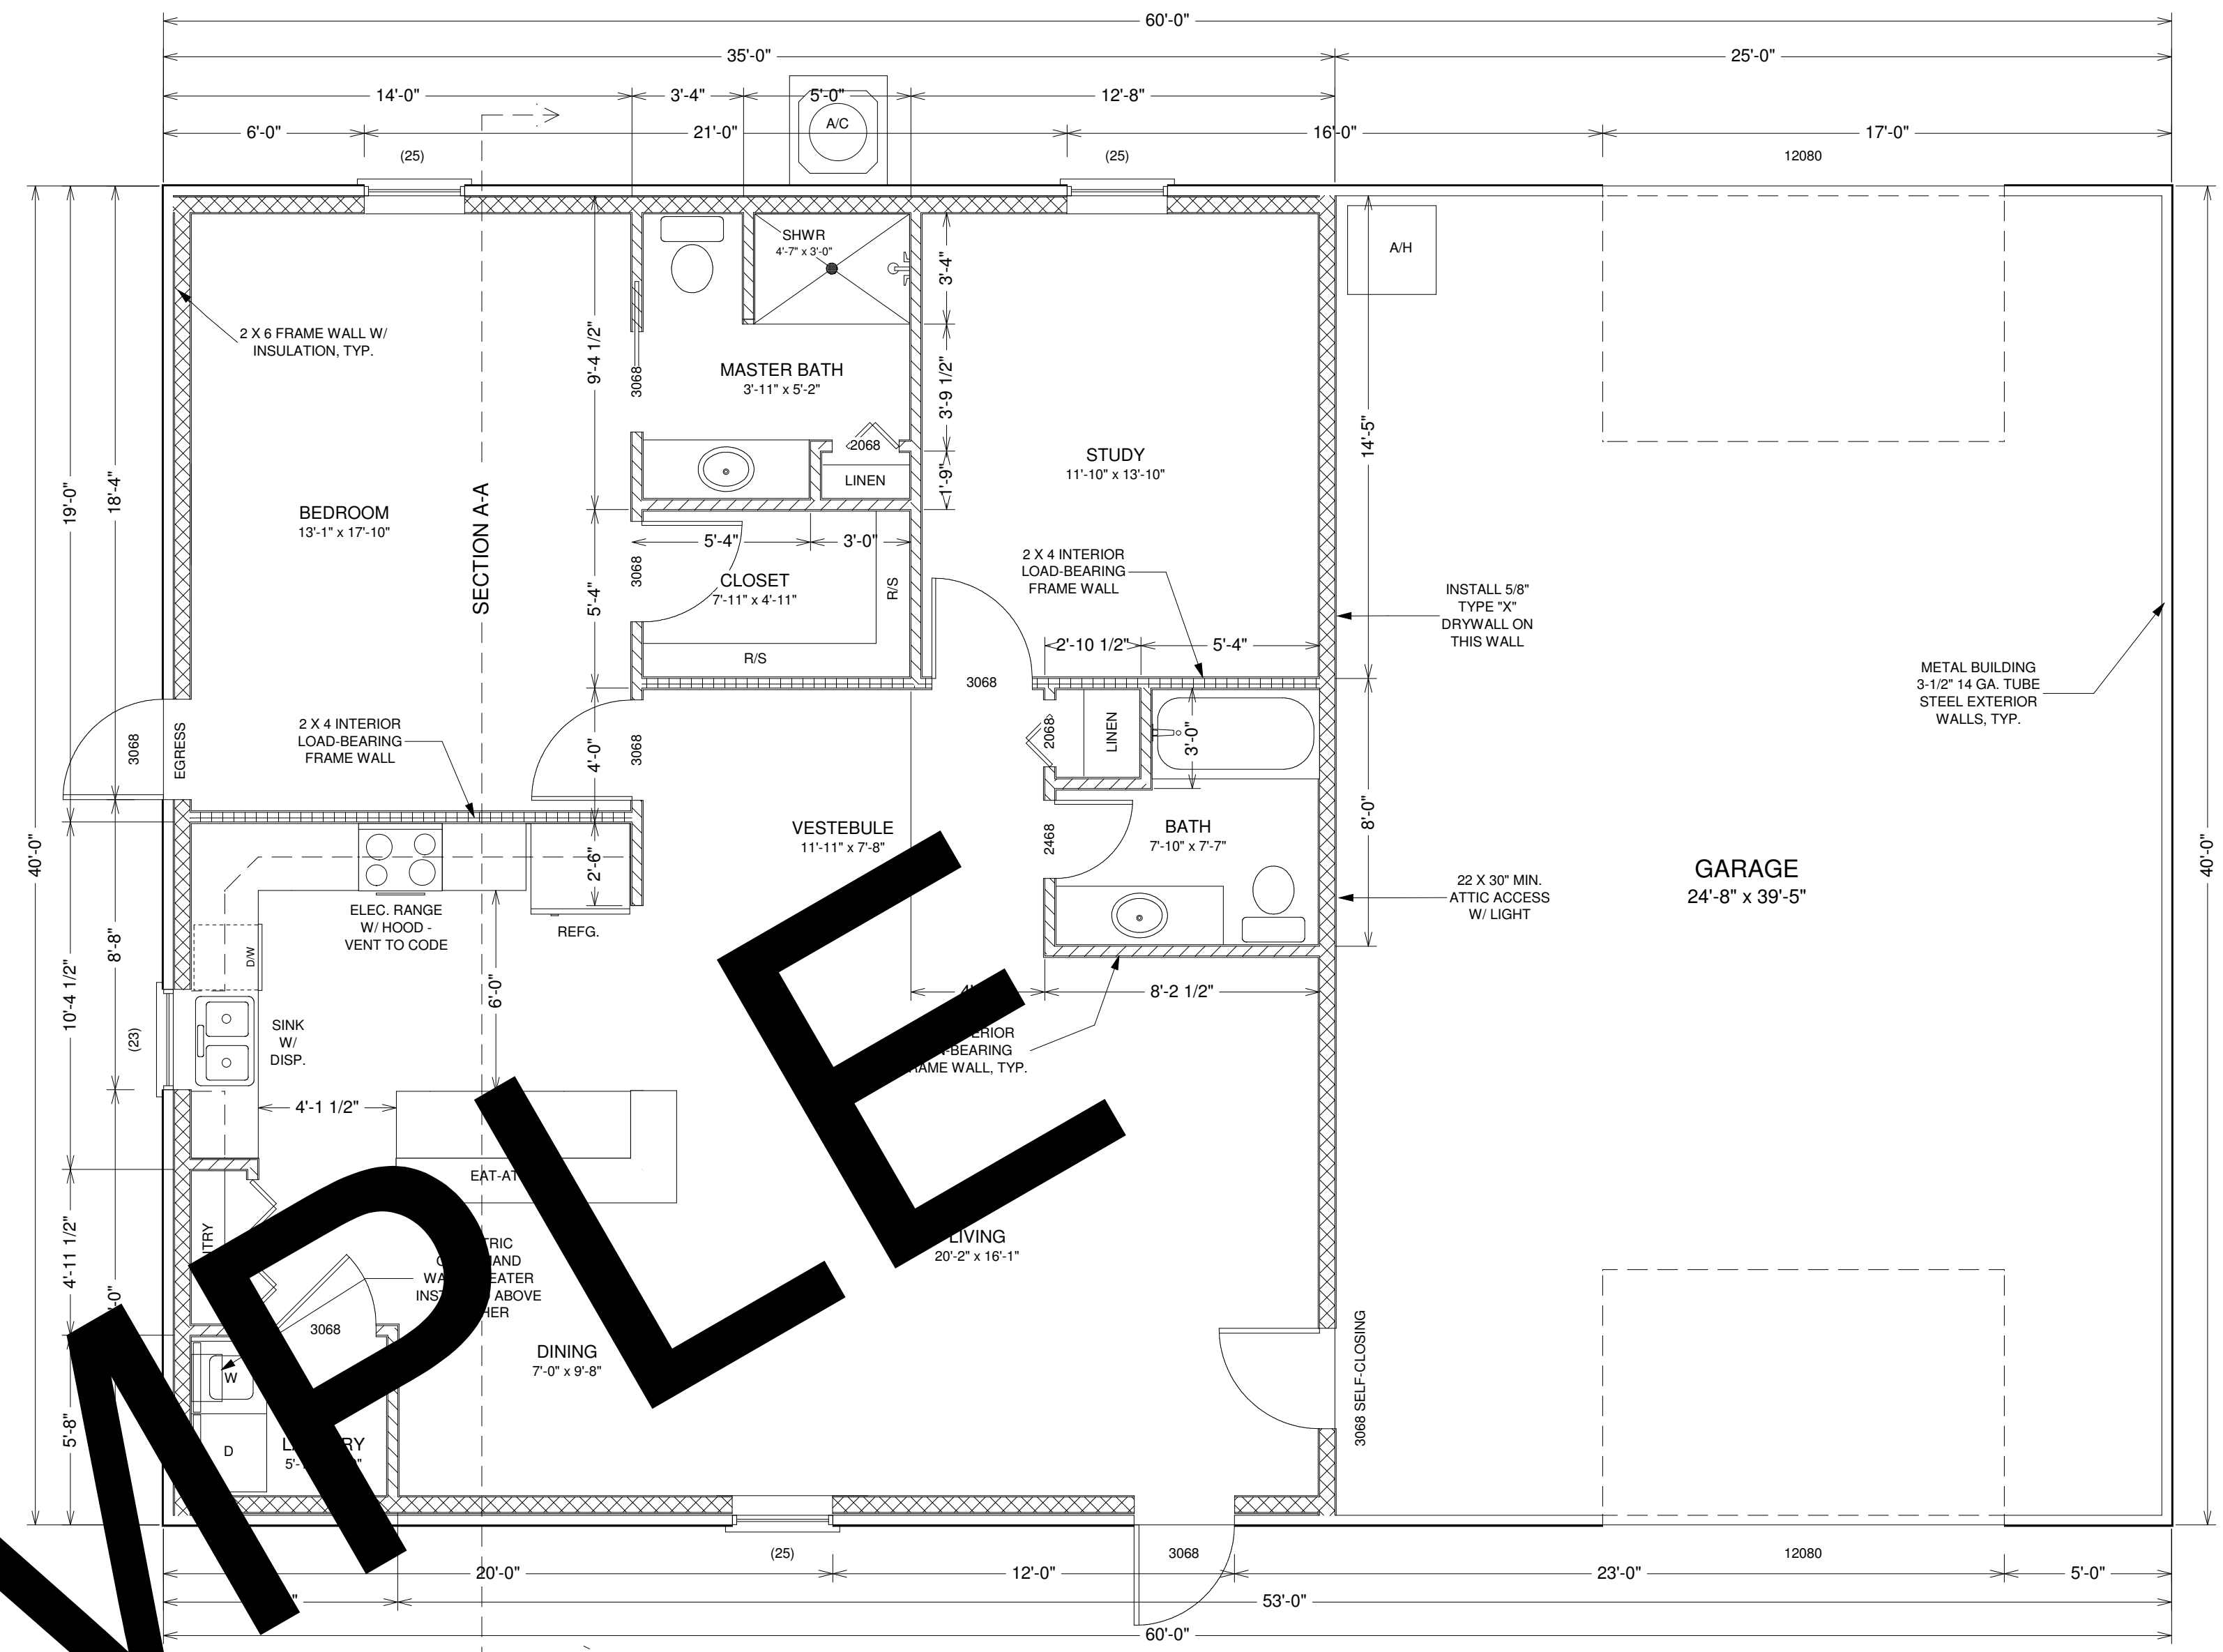 60'-0"
35'-0"
25'-0"
14'-0"
3'-4"
5'-0"
12'-8"
A/C
6'-0"
21'-0"
16'-0"
17'-0"
(25)
(25)
12080
SHWR
4'-7" x 3'-0"
A/H
3'-4"
2 X 6 FRAME WALL W/
INSULATION, TYP.
9'-4 1/2"
3068
MASTER BATH
3'-11" x 5'-2"
3'-9 1/2"
2068
LINEN
1'-9"
STUDY
11'-10" x 13'-10"
14'-5"
19'-0"
18'-4"
BEDROOM
13'-1" x 17'-10"
SECTION A-A
5'-4"
3'-0"
3068
CLOSET
7'-11" x 4'-11"
R/S
R/S
5'-4"
2 X 4 INTERIOR
LOAD-BEARING
FRAME WALL
INSTALL 5/8"
TYPE "X"
DRYWALL ON
THIS WALL
2'-10 1/2"
5'-4"
3068
METAL BUILDING
3-1/2" 14 GA. TUBE
STEEL EXTERIOR
WALLS, TYP.
3068
EGRESS
2 X 4 INTERIOR
LOAD-BEARING
FRAME WALL
4'-0"
3068
2068
LINEN
3'-0"
8'-0"
40'-0"
40'-0"
VESTEBULE
11'-11" x 7'-8"
2468
BATH
7'-10" x 7'-7"
GARAGE
24'-8" x 39'-5"
2'-6"
ELEC. RANGE
W/ HOOD -
VENT TO CODE
REFG.
22 X 30" MIN.
ATTIC ACCESS
W/ LIGHT
8'-8"
10'-4 1/2"
D/W
6'-0"
8'-2 1/2"
(23)
SINK
W/
DISP.
WALL, TYP.
4'-1 1/2"
4'-11 1/2"
LIVING
20'-2" x 16'-1"
ABOVE
3068
DINING
7'-0" x 9'-8"
3068 SELF-CLOSING
W
D
5'-8"
(25)
3068
12080
20'-0"
12'-0"
23'-0"
5'-0"
53'-0"
60'-0"
MPLE